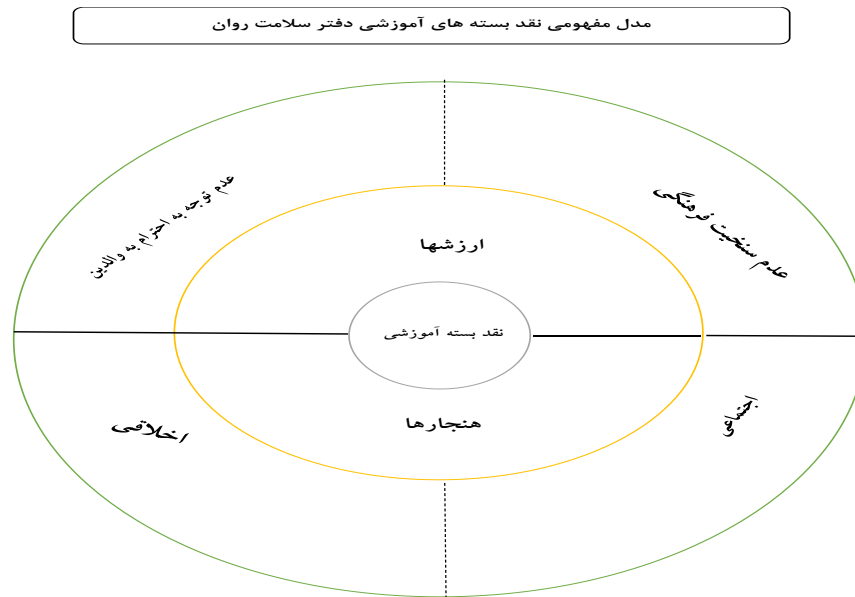 مدل مفهومی نقد بسته های آموزشی دفتر سلامت روان
عدم سنخیت فرهنگی
عدم توجه به احترام به والدین
ارزشها
نقد بسته آموزشی
هنجارها
اجتماعی
اخلاقی